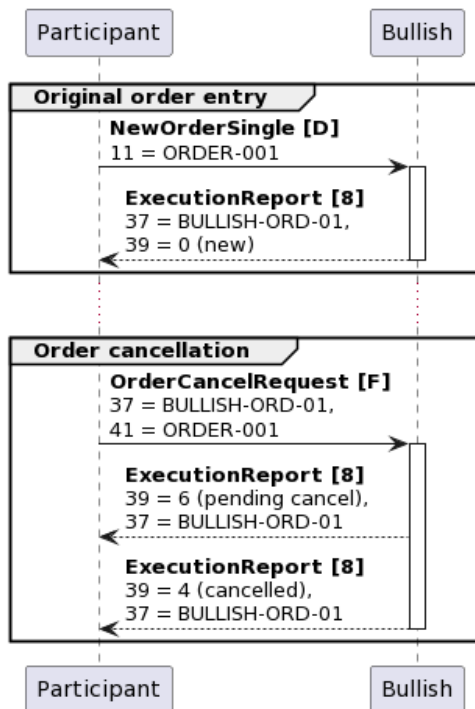 Participant
Bullish
Original order entry
NewOrderSingle [D]
11 = ORDER-001
ExecutionReport [8]
37 = BULLISH-ORD-01,
39 = 0 (new)
Order cancellation
OrderCancelRequest [F]
37 = BULLISH-ORD-01,
41 = ORDER-001
ExecutionReport [8]
39 = 6 (pending cancel),
37 = BULLISH-ORD-01
ExecutionReport [8]
39 = 4 (cancelled),
37 = BULLISH-ORD-01
Participant
Bullish